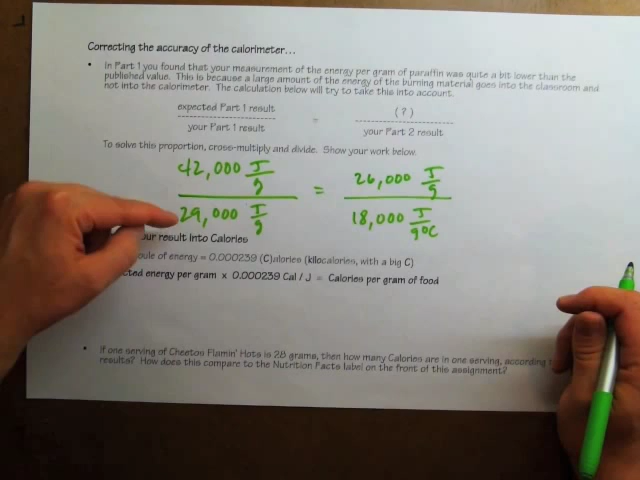 Correcting the accuracy of the calorimeter...
• In Part 1 you found that your measurement of the energy per gram of paraffin was quite a bit lower than the
published value. This is because a large amount of the energy of the burning material goes into the classroom and
not into the calorimeter. The calculation below will try to take this into account.
expected Part 1 result = (?)
your Part 1 result your Part 2 result
To solve this proportion, cross-multiply and divide. Show your work below.
42,000 J/g = 26,000 J/g
29,000 J/g 18,000 J/g°C
our result into Calories
oule of energy = 0.000239 (C)alories (kilocalories, with a big C)
cted energy per gram x 0.000239 Cal / J = Calories per gram of food
• If one serving of Cheetos Flamin' Hots is 28 grams, then how many Calories are in one serving, according
results? How does this compare to the Nutrition Facts label on the front of this assignment?